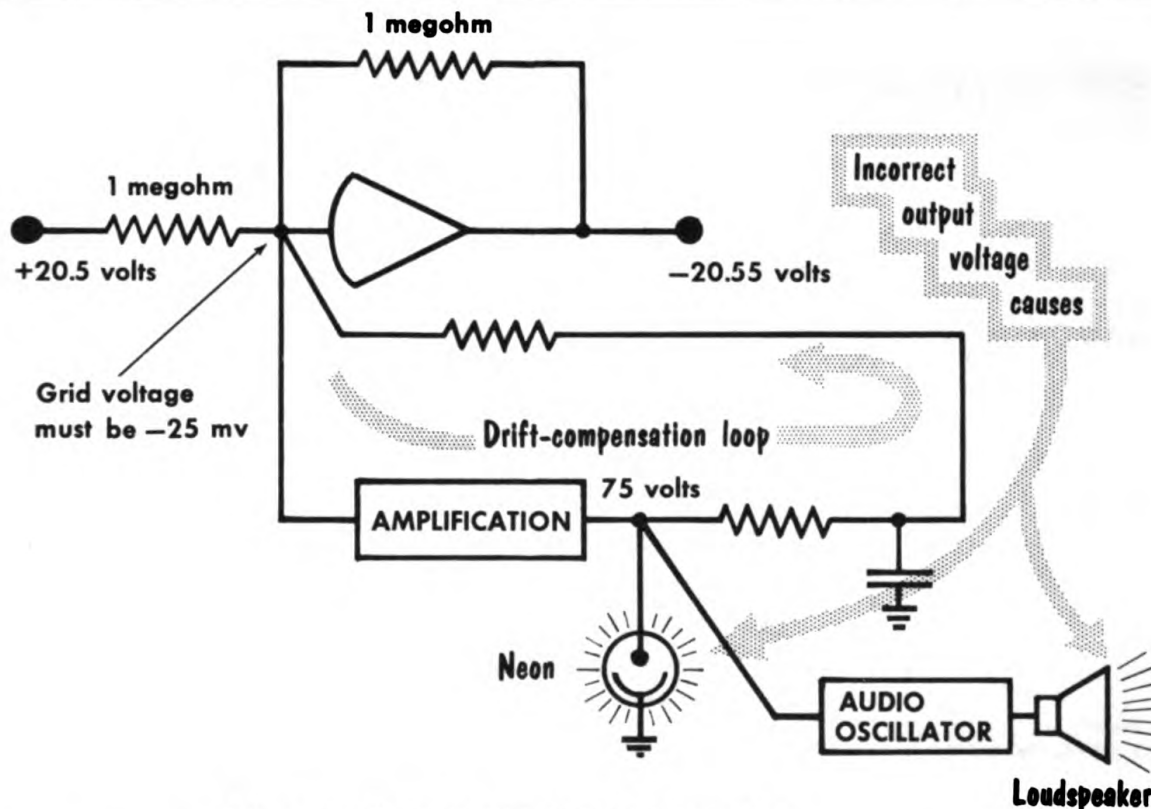 1 megohm
1 megohm
+20.5 volts
−20.55 volts
Incorrect
output
voltage
causes
Grid voltage
must be −25 mv
Drift-compensation loop
75 volts
AMPLIFICATION
Neon
AUDIO
OSCILLATOR
Loudspeaker